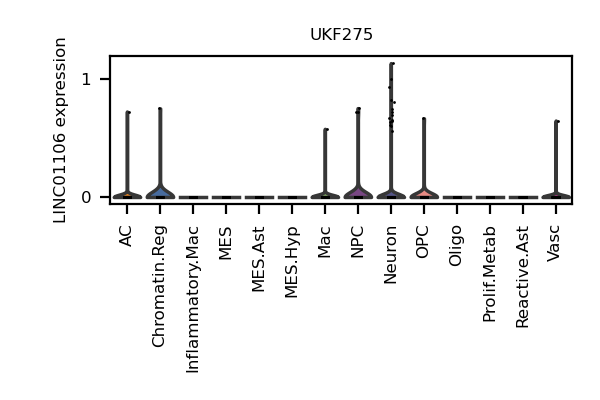 UKF275
LINC01106 expression
1
0
AC
Chromatin.Reg
Inflammatory.Mac
MES
MES.Ast
MES.Hyp
Mac
NPC
Neuron
OPC
Oligo
Prolif.Metab
Reactive.Ast
Vasc